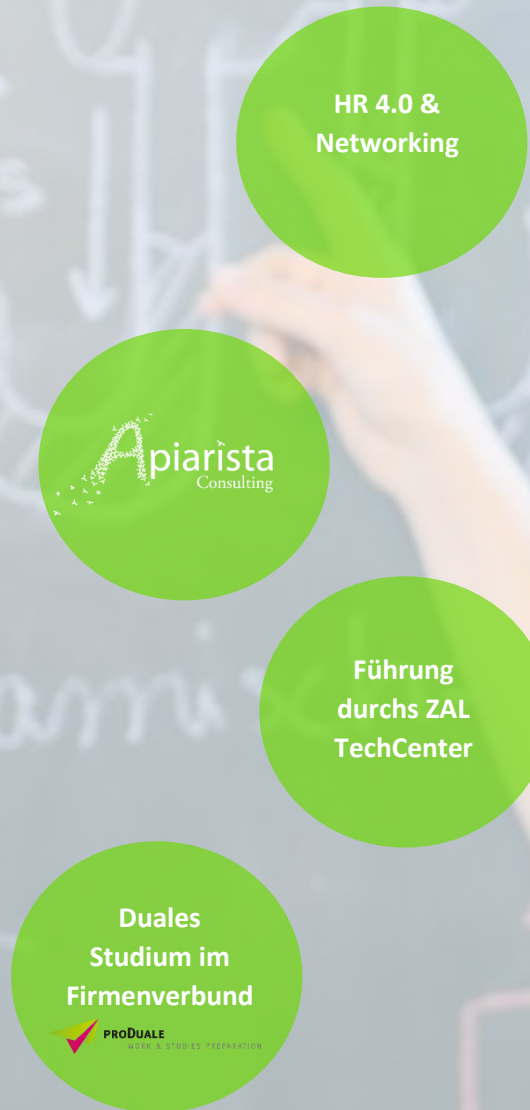 HR 4.0 &
Networking
Apiarista
Consulting
Führung
durchs ZAL
TechCenter
Duales
Studium im
Firmenverbund
PRODUALE
WORK & STUDIES PREPARATION